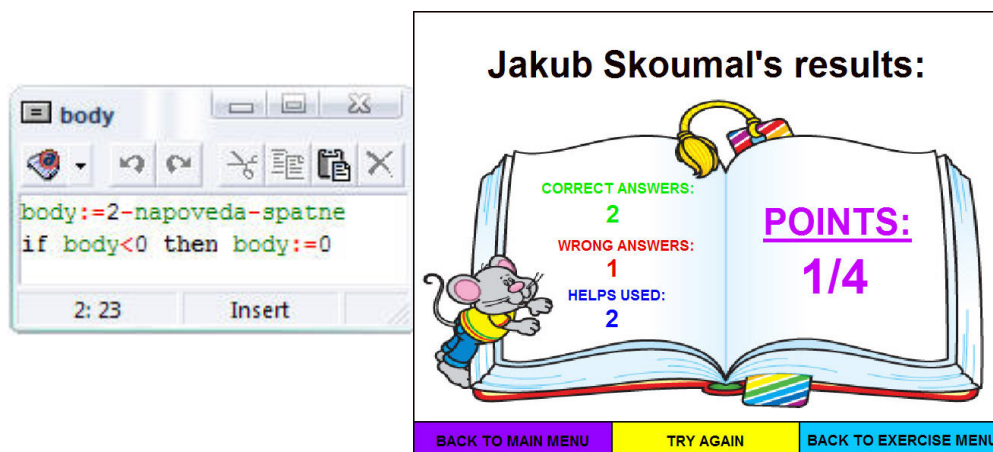 body
body:=2-napoveda-spatne
if body<0 then body:=0
2: 23 Insert
Jakub Skoumal's results:
CORRECT ANSWERS:
2
WRONG ANSWERS:
1
HELPS USED:
2
POINTS:
1/4
BACK TO MAIN MENU
TRY AGAIN
BACK TO EXERCISE MENU